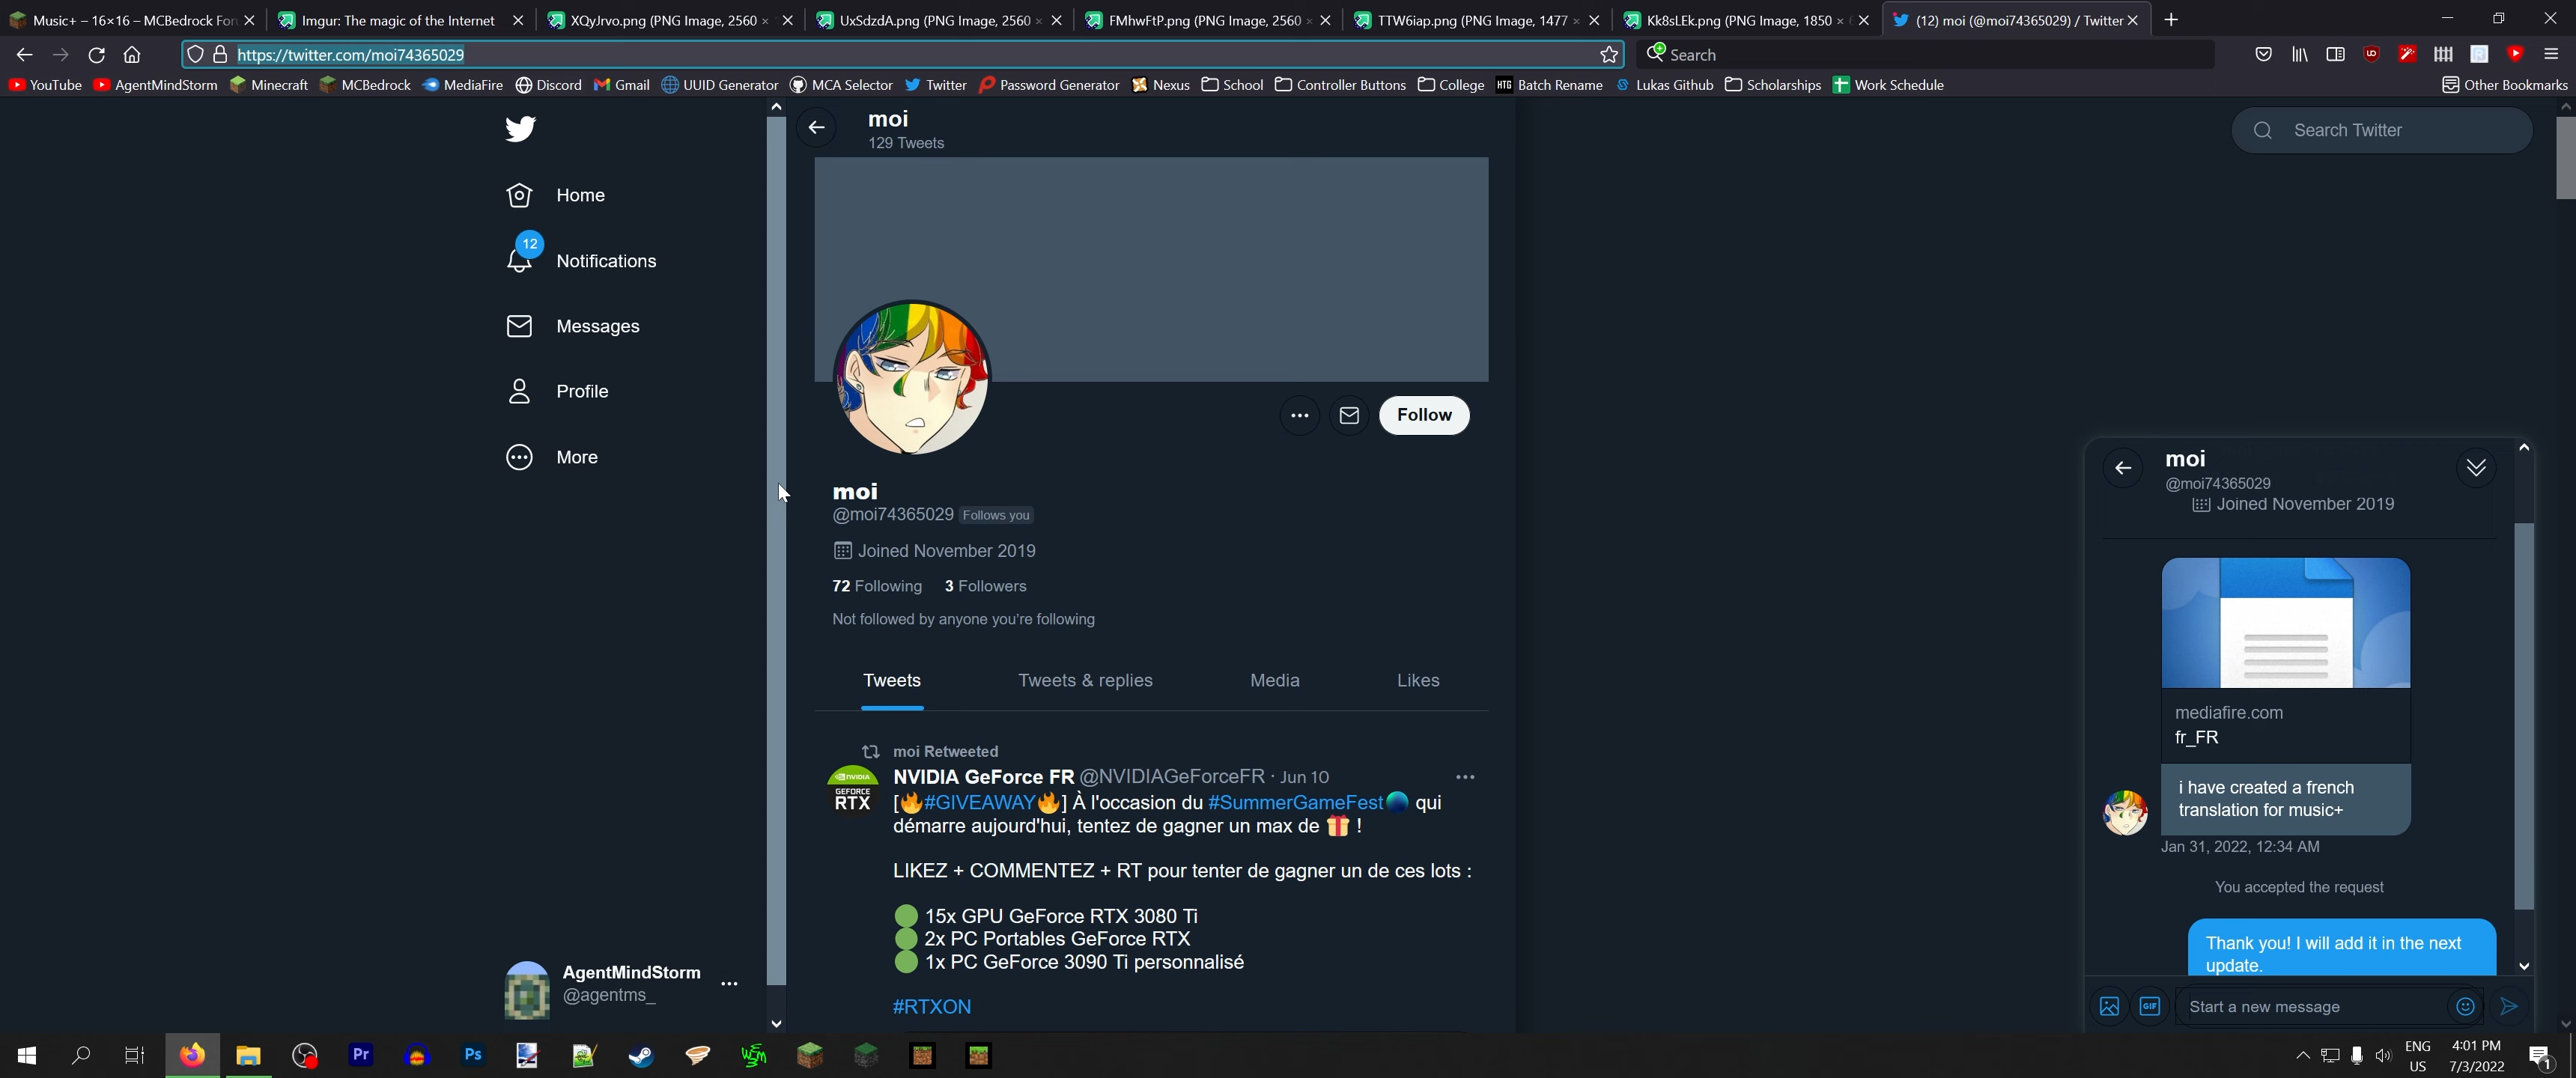 Music+ – 16×16 – MCBedrock For
Imgur: The magic of the Internet
XQyJrvo.png (PNG Image, 2560 ×
UxSdzdA.png (PNG Image, 2560 ×
FMhwFtP.png (PNG Image, 2560 ×
TTW6iap.png (PNG Image, 1477 ×
Kk8sLEk.png (PNG Image, 1850 ×
(12) moi (@moi74365029) / Twitter
https://twitter.com/moi74365029
Search
YouTube
AgentMindStorm
Minecraft
MCBedrock
MediaFire
Discord
Gmail
UUID Generator
MCA Selector
Twitter
Password Generator
Nexus
School
Controller Buttons
College
HTG Batch Rename
Lukas Github
Scholarships
Work Schedule
Other Bookmarks
Home
12
Notifications
Messages
Profile
More
AgentMindStorm
@agentms_
moi
129 Tweets
Follow
moi
@moi74365029 Follows you
Joined November 2019
72 Following 3 Followers
Not followed by anyone you're following
Tweets
Tweets & replies
Media
Likes
moi Retweeted
NVIDIA
GEFORCE
RTX
NVIDIA GeForce FR @NVIDIAGeForceFR · Jun 10
[🔥#GIVEAWAY🔥] À l'occasion du #SummerGameFest qui
démarre aujourd'hui, tentez de gagner un max de 🎁 !
LIKEZ + COMMENTEZ + RT pour tenter de gagner un de ces lots :
🟢 15x GPU GeForce RTX 3080 Ti
🟢 2x PC Portables GeForce RTX
🟢 1x PC GeForce 3090 Ti personnalisé
#RTXON
Search Twitter
moi
@moi74365029
Joined November 2019
mediafire.com
fr_FR
i have created a french
translation for music+
Jan 31, 2022, 12:34 AM
You accepted the request
Thank you! I will add it in the next
update.
GIF
Start a new message
Pr
Ps
ENG
US
4:01 PM
7/3/2022
1